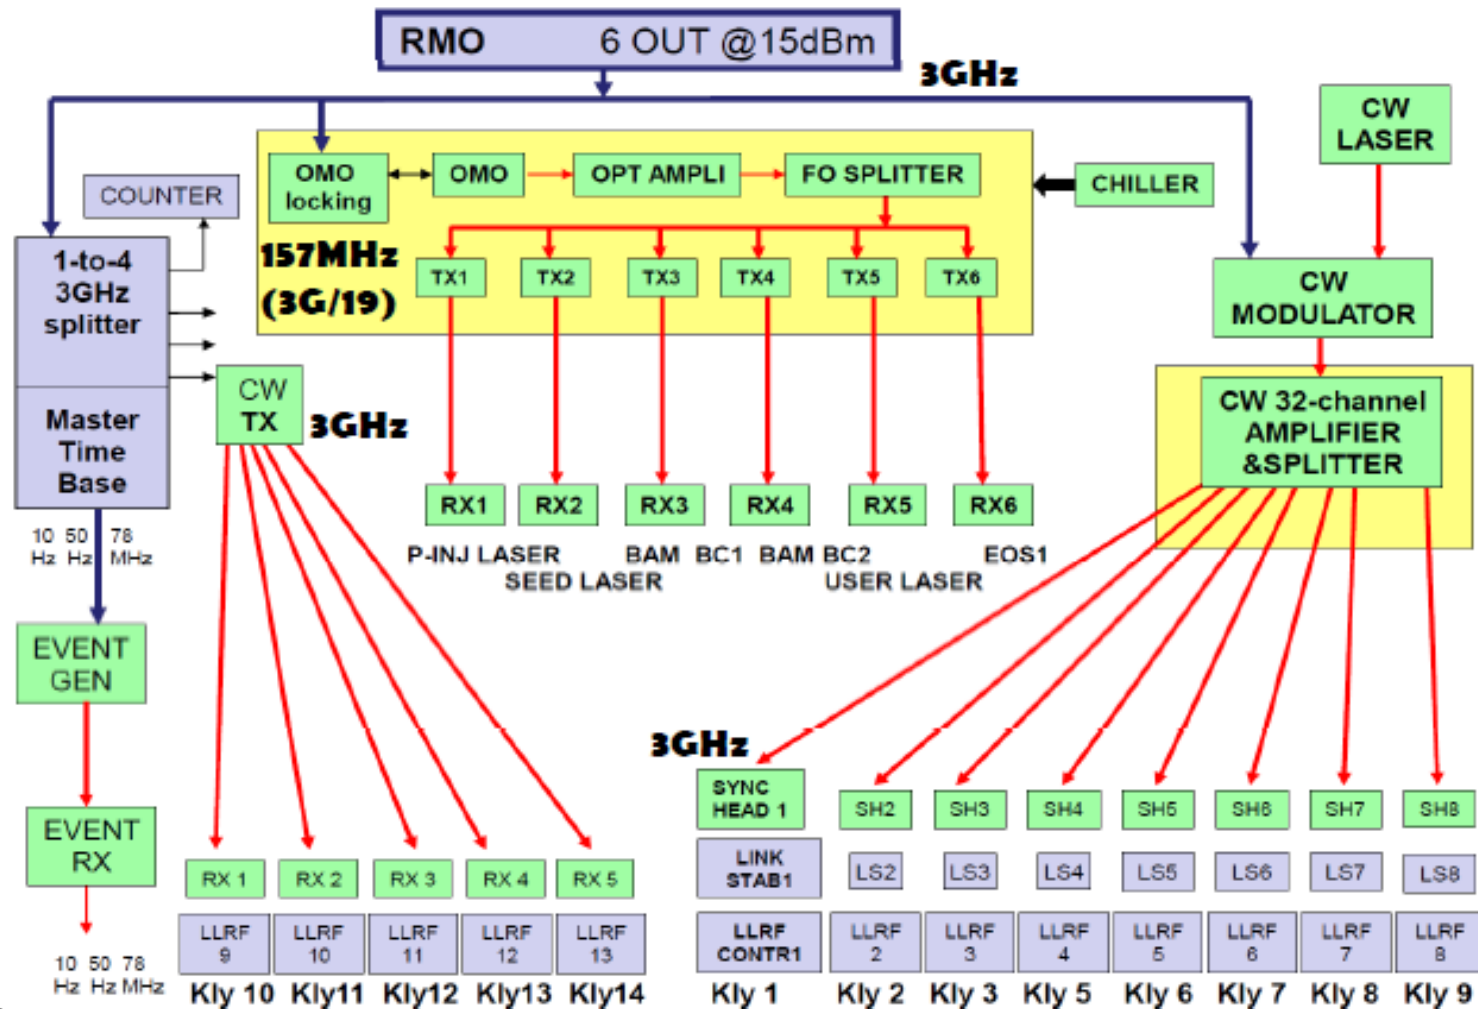 RMO 6 OUT @15dBm
3GHz
CW
LASER
OMO
locking
OMO
OPT AMPLI
FO SPLITTER
CHILLER
COUNTER
157MHz
(3G/19)
TX1
TX2
TX3
TX4
TX5
TX6
1-to-4
3GHz
splitter
CW
MODULATOR
Master
Time
Base
CW
TX
3GHz
CW 32-channel
AMPLIFIER
&SPLITTER
RX1
RX2
RX3
RX4
RX5
RX6
P-INJ LASER
SEED LASER
BAM BC1
BAM BC2
USER LASER
EOS1
10 50 78
Hz Hz MHz
EVENT
GEN
EVENT
RX
10 50 78
Hz Hz MHz
RX 1
RX 2
RX 3
RX 4
RX 5
LLRF
9
LLRF
10
LLRF
11
LLRF
12
LLRF
13
Kly 10
Kly11
Kly12
Kly13
Kly14
3GHz
SYNC
HEAD 1
SH2
SH3
SH4
SH5
SH6
SH7
SH8
LINK
STAB1
LS2
LS3
LS4
LS5
LS6
LS7
LS8
LLRF
CONTR1
LLRF
2
LLRF
3
LLRF
4
LLRF
5
LLRF
6
LLRF
7
LLRF
8
Kly 1
Kly 2
Kly 3
Kly 5
Kly 6
Kly 7
Kly 8
Kly 9